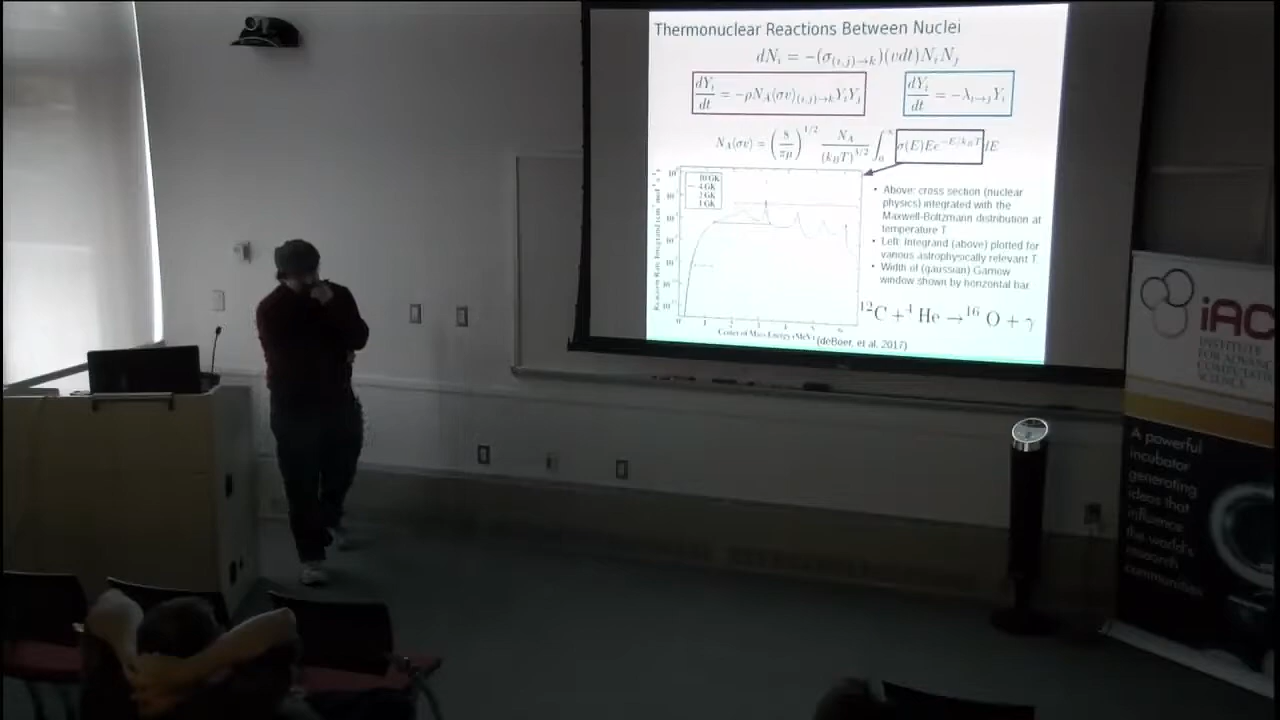 Thermonuclear Reactions Between Nuclei
dN_i = -(σ_(i,j)→k)(vdt)N_iN_j
dY_i/dt = -ρN_A⟨σv⟩_(i,j)→k Y_iY_j
dY_i/dt = -λ_i→j Y_i
N_A⟨σv⟩ = (8/πμ)^1/2 N_A/(k_BT)^3/2 ∫_0^∞ σ(E)Ee^-E/k_BT dE
10 GK
4 GK
2 GK
1 GK
Center of Mass Energy (MeV)
• Above: cross section (nuclear
physics) integrated with the
Maxwell-Boltzmann distribution at
temperature T.
• Left: Integrand (above) plotted for
various astrophysically relevant T.
• Width of (gaussian) Gamow
window shown by horizontal bar.
¹²C + ⁴He → ¹⁶O + γ
(deBoer, et al. 2017)
iAC
INSTITUTE
FOR ADVANC
COMPUTATIO
SCIENCE
A powerful
incubator
generating
ideas that
influence
the world's
research
communities